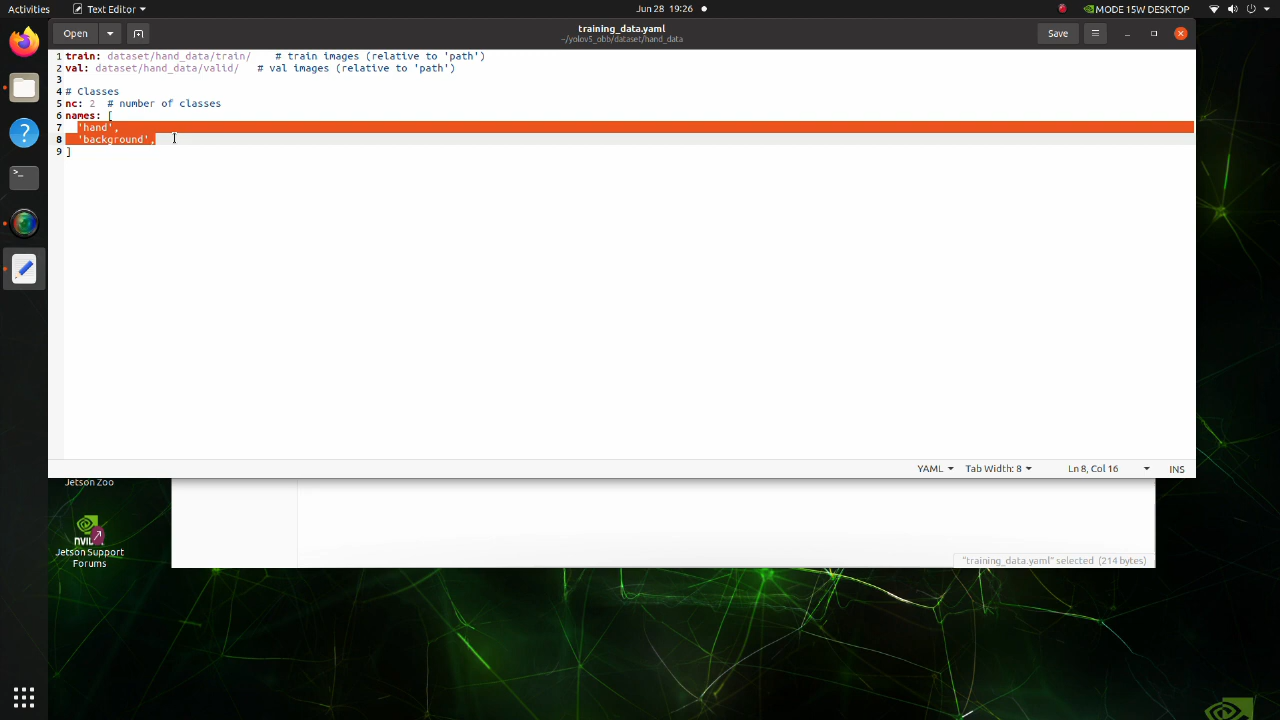 Activities Text Editor Jun 28 19:26 MODE 15W DESKTOP
Open training_data.yaml Save
~/yolov5_obb/dataset/hand_data
1 train: dataset/hand_data/train/ # train images (relative to 'path')
2 val: dataset/hand_data/valid/ # val images (relative to 'path')
3
4 # Classes
5 nc: 2 # number of classes
6 names: [
7 'hand',
8 'background',
9 ]
YAML Tab Width: 8 Ln 8, Col 16 INS
Jetson Zoo
Jetson Support
Forums
"training_data.yaml" selected (214 bytes)